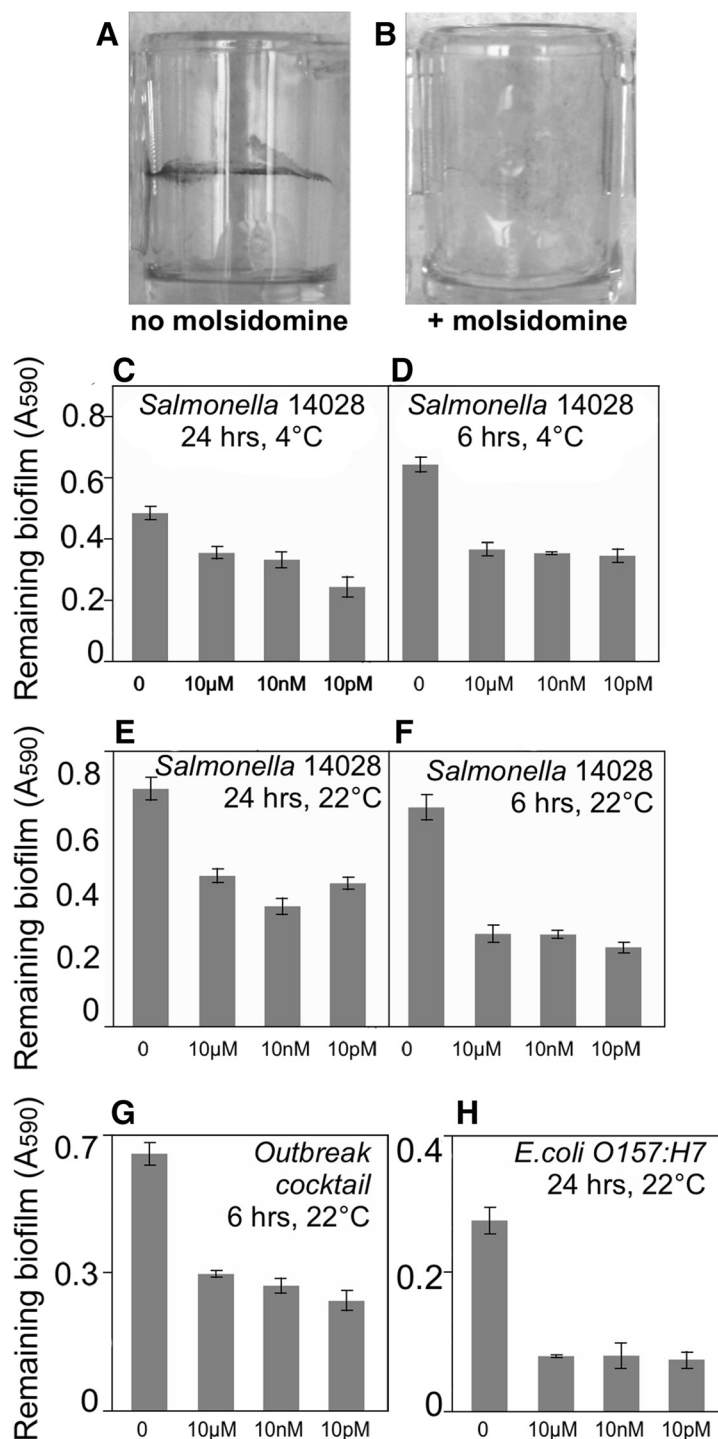 A
B
no molsidomine
+ molsidomine
C
D
Remaining biofilm (A590)
0.8
0.6
0.4
0.2
0
Salmonella 14028
24 hrs, 4°C
Salmonella 14028
6 hrs, 4°C
0 10µM 10nM 10pM
0 10µM 10nM 10pM
E
F
Remaining biofilm (A590)
0.8
0.6
0.4
0.2
0
Salmonella 14028
24 hrs, 22°C
Salmonella 14028
6 hrs, 22°C
0 10µM 10nM 10pM
0 10µM 10nM 10pM
G
H
Remaining biofilm (A590)
0.7
0.3
0
Outbreak
cocktail
6 hrs, 22°C
0.4
0.2
0
E.coli O157:H7
24 hrs, 22°C
0 10µM 10nM 10pM
0 10µM 10nM 10pM